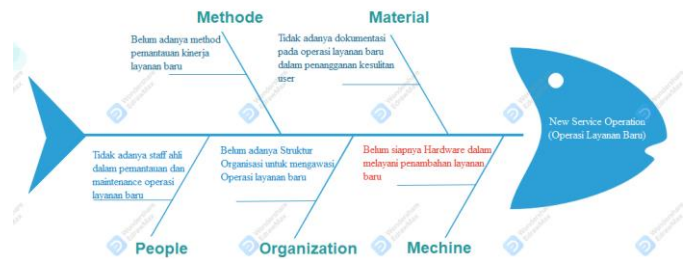 Methode
Material
Belum adanya method
pemantauan kinerja
layanan baru
Tidak adanya dokumentasi
pada operasi layanan baru
dalam penangganan kesulitan
user
New Service Operation
(Operasi Layanan Baru)
Tidak adanya staff ahli
dalam pemantauan dan
maintenance operasi
layanan baru
Belum adanya Struktur
Organisasi untuk mengawasi
Operasi layanan baru
Belum siapnya Hardware dalam
melayani penambahan layanan
baru
People
Organization
Mechine